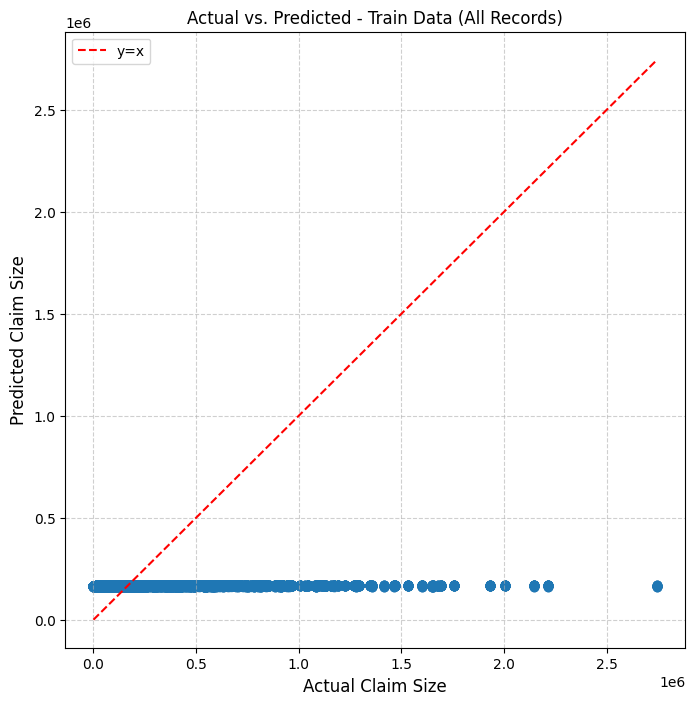 Actual vs. Predicted - Train Data (All Records)
1e6
y=x
2.5
2.0
1.5
1.0
0.5
0.0
Predicted Claim Size
0.0 0.5 1.0 1.5 2.0 2.5
1e6
Actual Claim Size